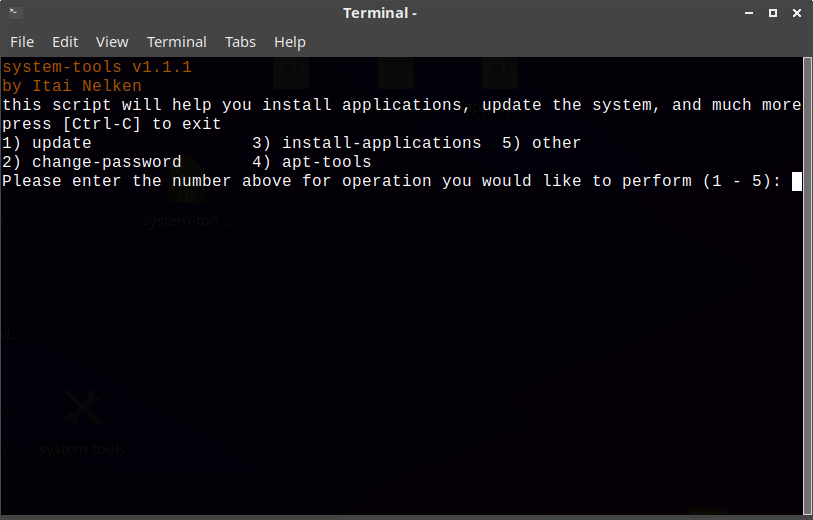 Terminal -
File Edit View Terminal Tabs Help
system-tools v1.1.1
by Itai Nelken
this script will help you install applications, update the system, and much more
press [Ctrl-C] to exit
1) update 3) install-applications 5) other
2) change-password 4) apt-tools
Please enter the number above for operation you would like to perform (1 - 5):
system-too...
system tools